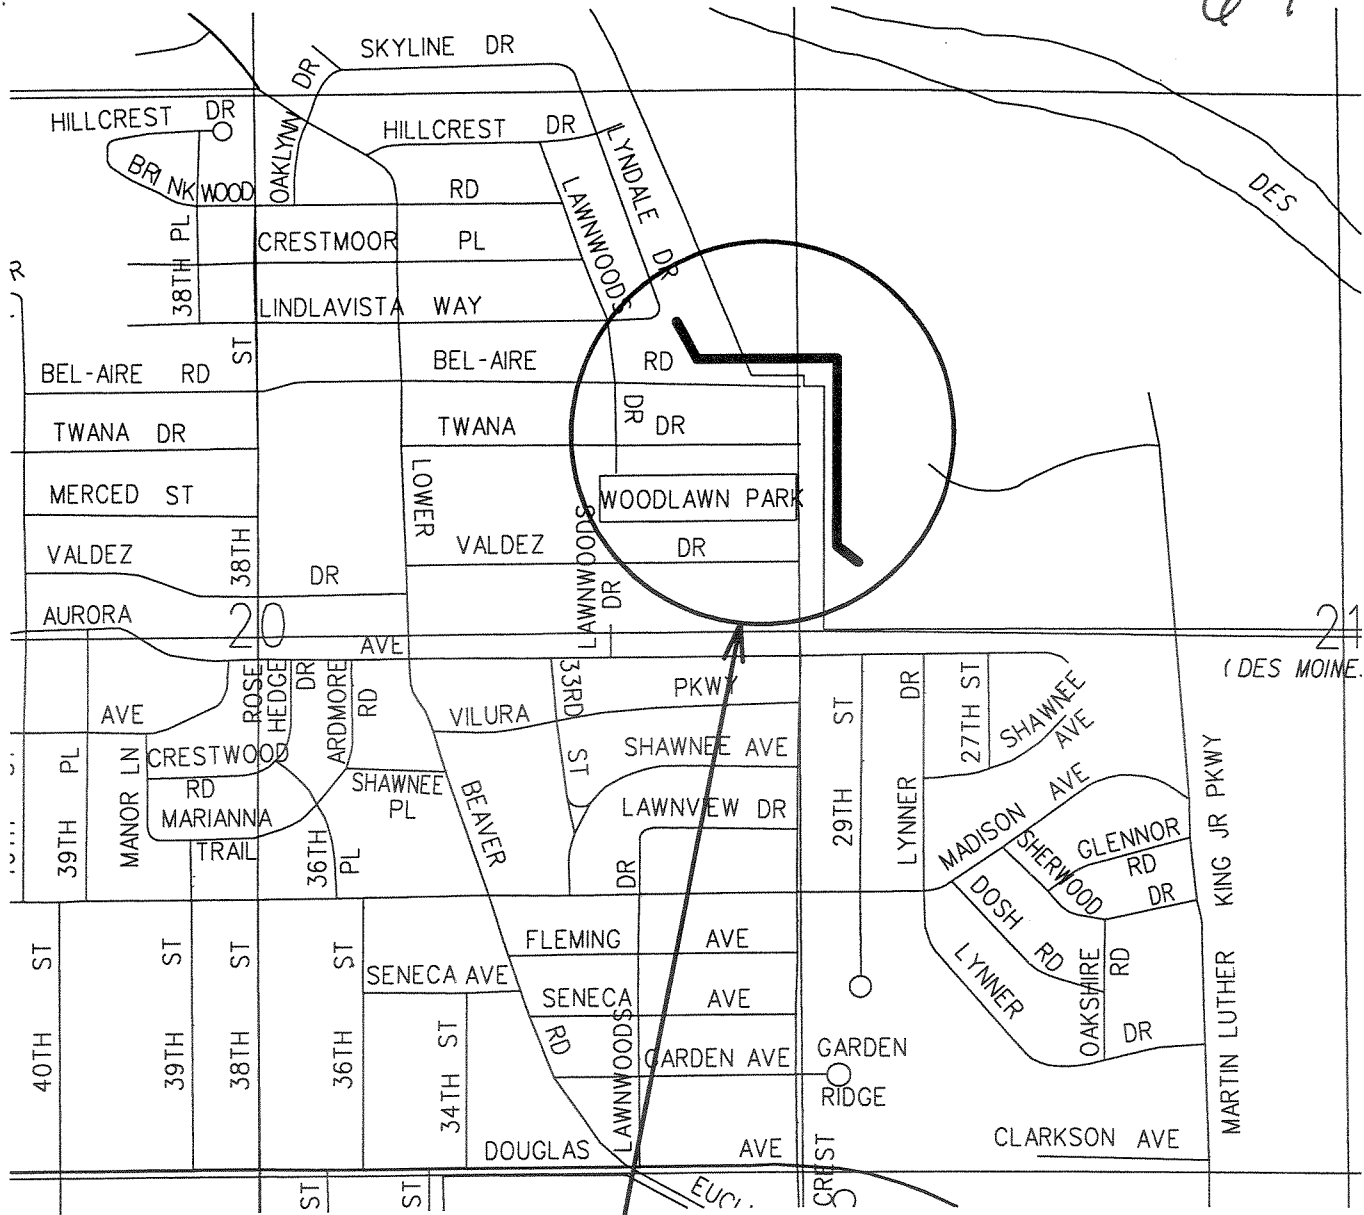 SKYLINE DR
HILLCREST DR
OAKLYNN DR
HILLCREST DR
LYNDALE DR
DES
BRINKWOOD RD
LAWNWOODS DR
38TH PL
CRESTMOOR PL
LINDLAVISTA WAY
38TH ST
BEL-AIRE RD
BEL-AIRE RD
TWANA DR
TWANA DR
MERCED ST
LOWER BEAVER RD
WOODLAWN PARK
VALDEZ DR
VALDEZ DR
LAWNWOODS DR
AURORA AVE
20
21
(DES MOINES
AVE
ROSE HEDGE DR
ARDMORE RD
33RD ST
VILURA PKWY
29TH ST
LYNNER DR
27TH ST
SHAWNEE AVE
SHAWNEE AVE
39TH PL
MANOR LN
CRESTWOOD RD
SHAWNEE PL
MARIANNA TRAIL
36TH PL
LAWNVIEW DR
MADISON AVE
SHERWOOD DR
GLENNOR RD
DOSH RD
MARTIN LUTHER KING JR PKWY
FLEMING AVE
LAWNWOODS DR
40TH ST
39TH ST
38TH ST
36TH ST
SENECA AVE
SENECA AVE
34TH ST
LYNNER DR
OAKSHIRE RD
GARDEN AVE
GARDEN RIDGE
CLARKSON AVE
DOUGLAS AVE
CREST
ST
ST